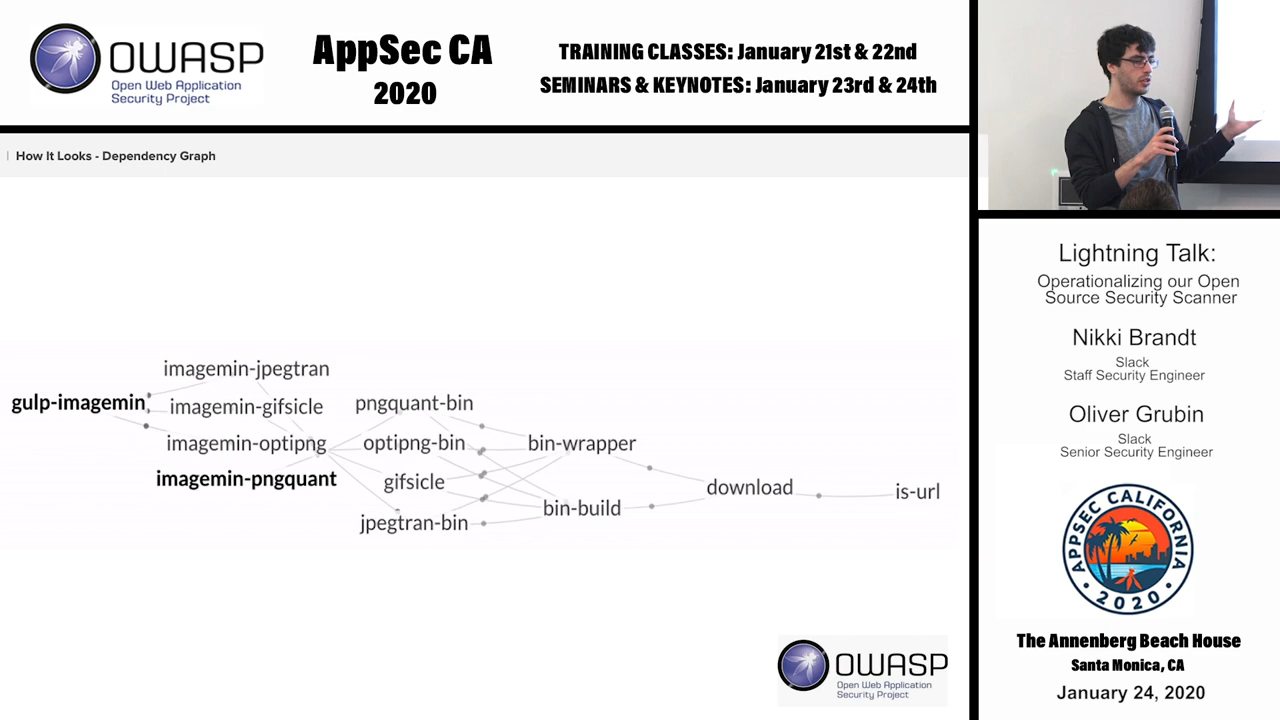 OWASP
Open Web Application
Security Project
AppSec CA
2020
TRAINING CLASSES: January 21st & 22nd
SEMINARS & KEYNOTES: January 23rd & 24th
How It Looks - Dependency Graph
imagemin-jpegtran
gulp-imagemin
imagemin-gifsicle
pngquant-bin
imagemin-optipng
optipng-bin
bin-wrapper
imagemin-pngquant
gifsicle
download
is-url
bin-build
jpegtran-bin
OWASP
Open Web Application
Security Project
Lightning Talk:
Operationalizing our Open
Source Security Scanner
Nikki Brandt
Slack
Staff Security Engineer
Oliver Grubin
Slack
Senior Security Engineer
APPSEC CALIFORNIA
2020
The Annenberg Beach House
Santa Monica, CA
January 24, 2020